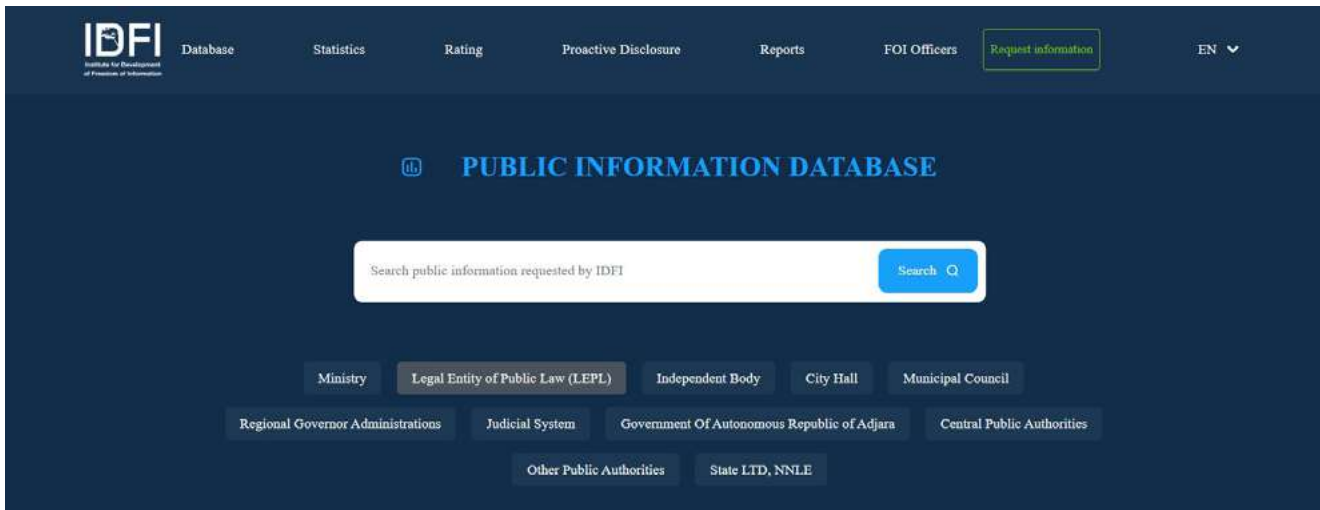 IDFI
Institute for Development
of Freedom of Information
Database Statistics Rating Proactive Disclosure Reports FOI Officers Request information EN
PUBLIC INFORMATION DATABASE
Search public information requested by IDFI Search
Ministry Legal Entity of Public Law (LEPL) Independent Body City Hall Municipal Council
Regional Governor Administrations Judicial System Government Of Autonomous Republic of Adjara Central Public Authorities
Other Public Authorities State LTD, NNLE